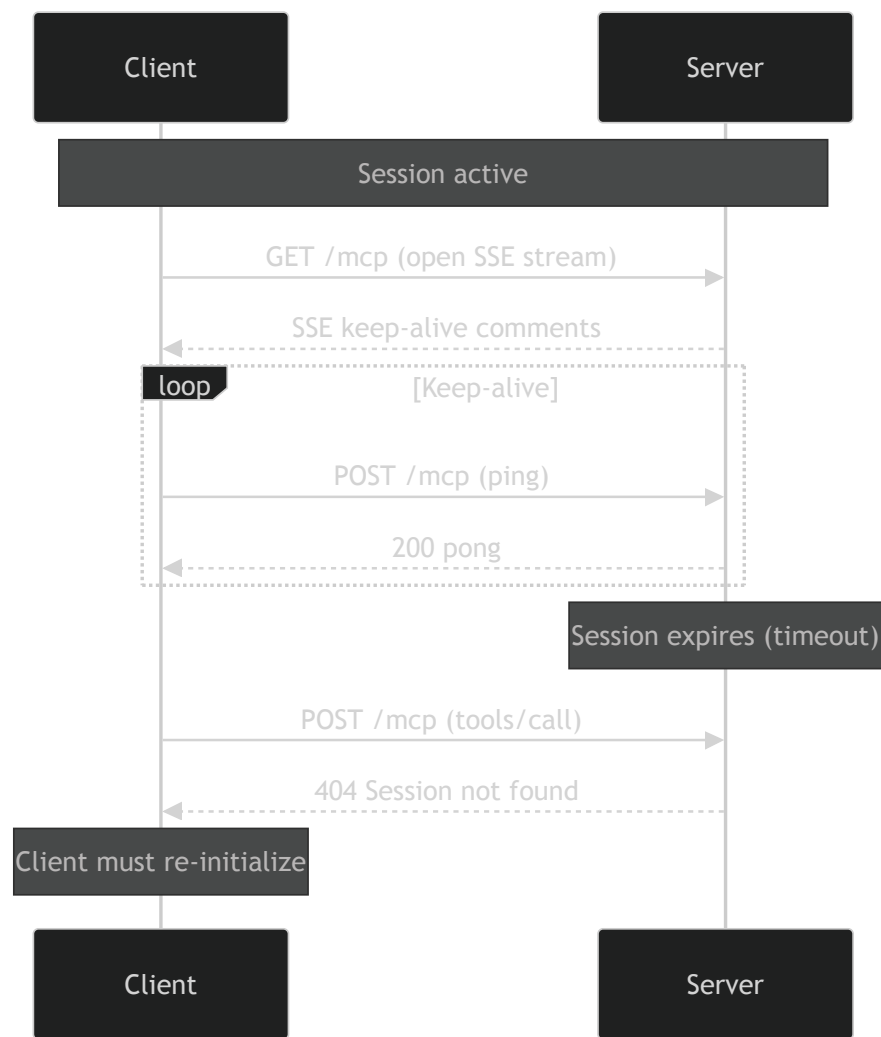 Client
Server
Session active
GET /mcp (open SSE stream)
SSE keep-alive comments
loop
[Keep-alive]
POST /mcp (ping)
200 pong
Session expires (timeout)
POST /mcp (tools/call)
404 Session not found
Client must re-initialize
Client
Server